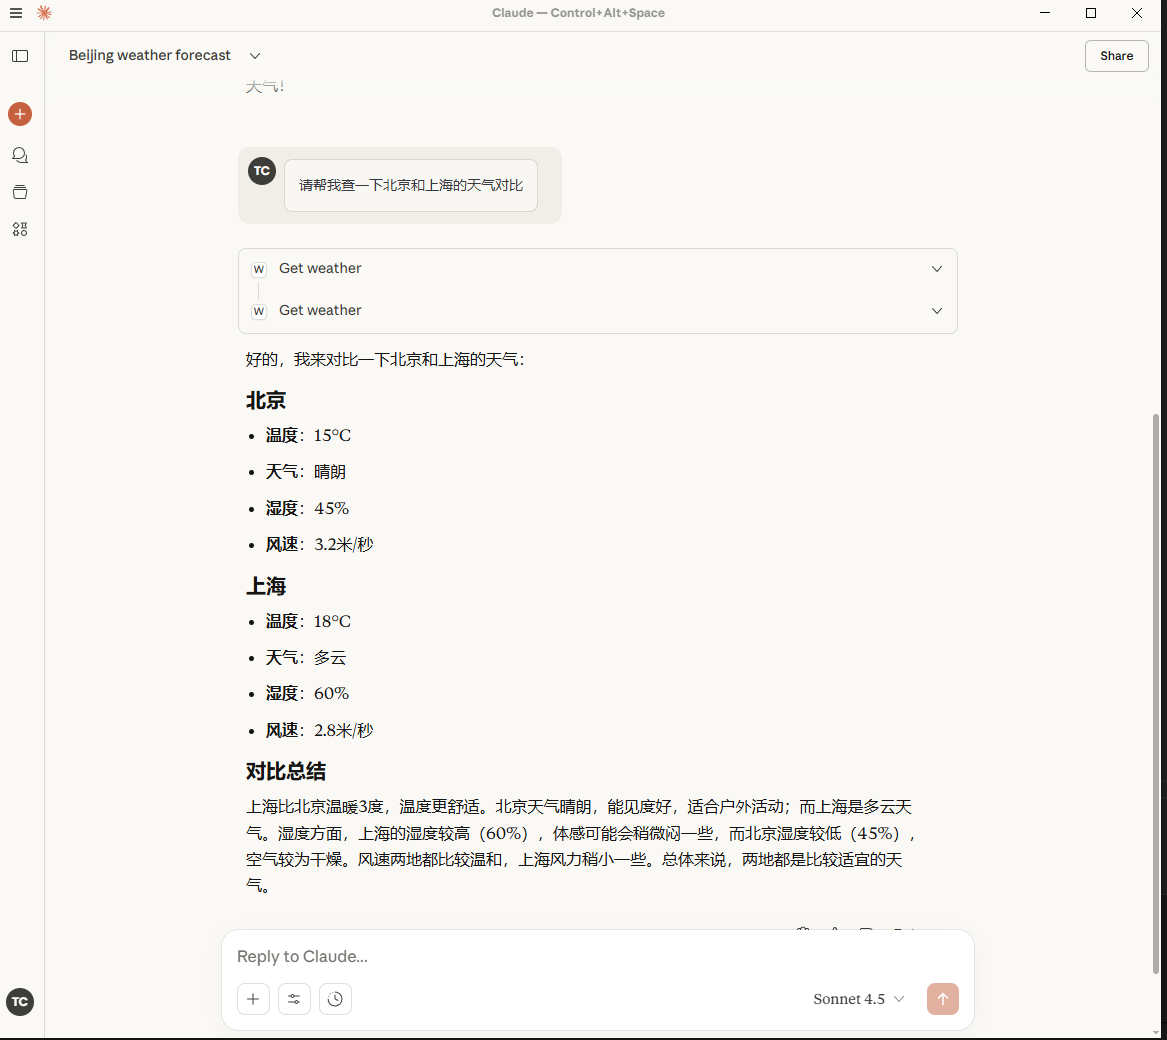 Claude — Control+Alt+Space
Beijing weather forecast
Share
天气！
TC
请帮我查一下北京和上海的天气对比
W Get weather
W Get weather
好的，我来对比一下北京和上海的天气：
北京
• 温度：15°C
• 天气：晴朗
• 湿度：45%
• 风速：3.2米/秒
上海
• 温度：18°C
• 天气：多云
• 湿度：60%
• 风速：2.8米/秒
对比总结
上海比北京温暖3度，温度更舒适。北京天气晴朗，能见度好，适合户外活动；而上海是多云天
气。湿度方面，上海的湿度较高（60%），体感可能会稍微闷一些，而北京湿度较低（45%），
空气较为干燥。风速两地都比较温和，上海风力稍小一些。总体来说，两地都是比较适宜的天
气。
Reply to Claude...
Sonnet 4.5
TC